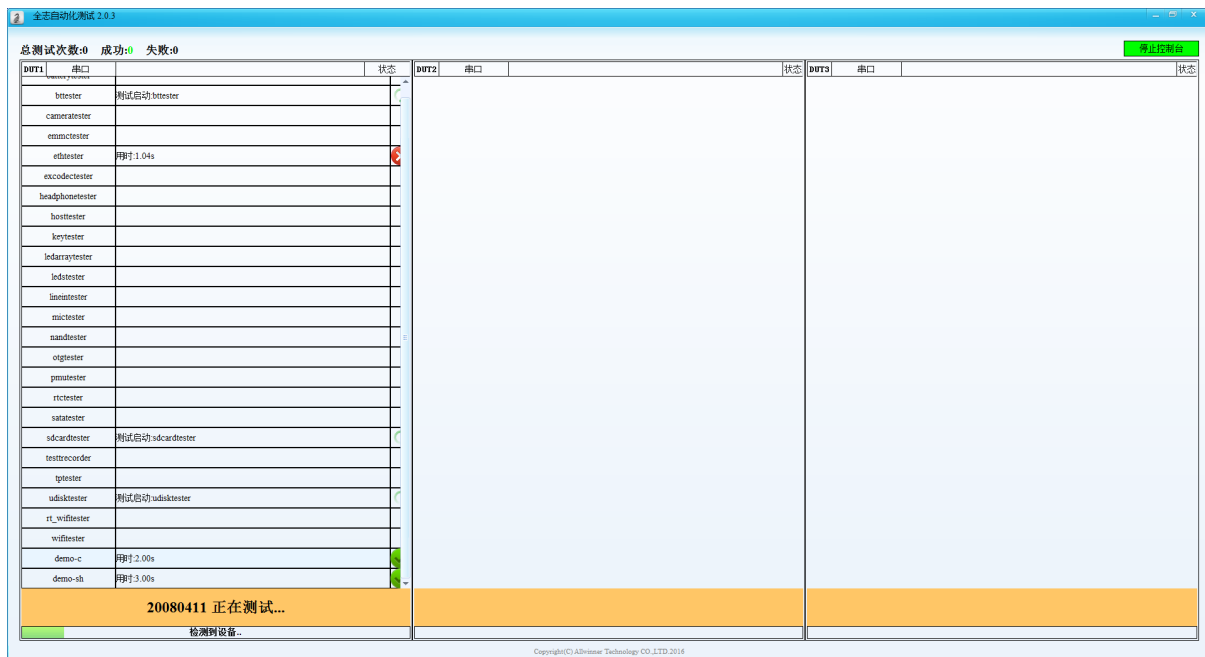 全志自动化测试 2.0.3
总测试次数:0 成功:0 失败:0
停止控制台
DUT1 串口 状态 DUT2 串口 状态 DUT3 串口 状态
batterytester
bttester 测试启动:bttester
cameratester
emmctester
ethtester 用时:1.04s
excodectester
headphonetester
hosttester
keytester
ledarraytester
ledstester
lineintester
mictester
nandtester
otgtester
pmutester
rtctester
satatester
sdcardtester 测试启动:sdcardtester
testtrecorder
tptester
udisktester 测试启动:udisktester
rt_wifitester
wifitester
demo-c 用时:2.00s
demo-sh 用时:3.00s
20080411 正在测试...
检测到设备..
Copyright(C) Allwinner Technology CO.,LTD.2016